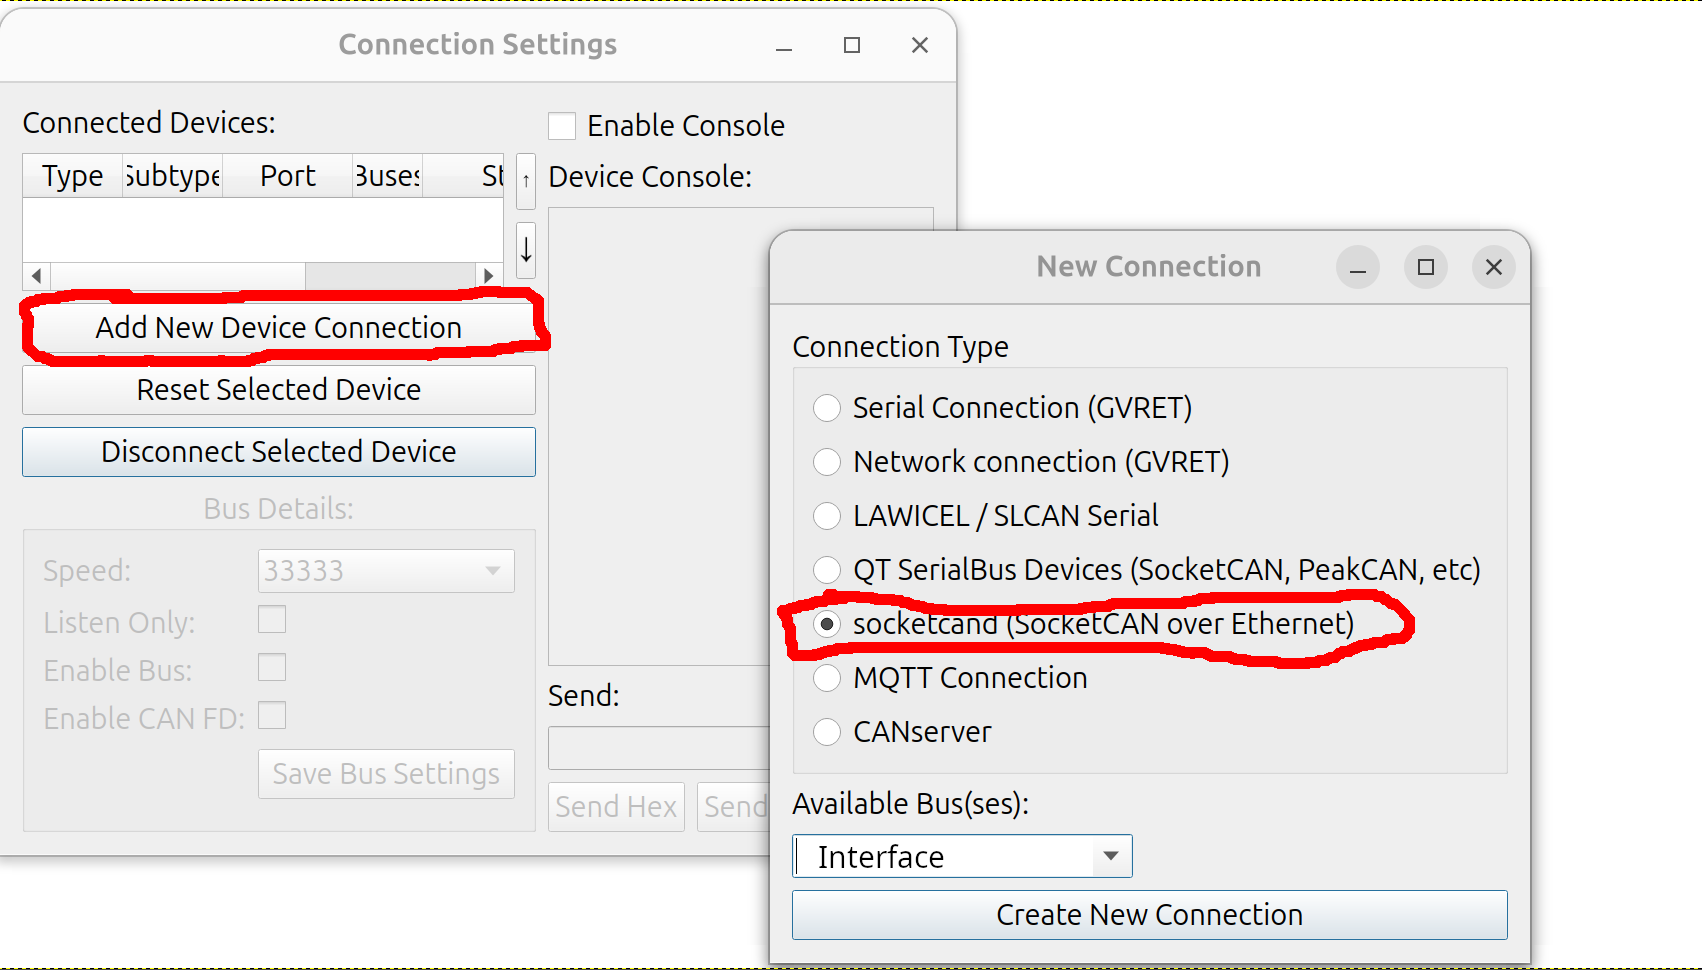 Connection Settings
Connected Devices:
Type Subtype Port Buses St
Add New Device Connection
Reset Selected Device
Disconnect Selected Device
Bus Details:
Speed: 33333
Listen Only:
Enable Bus:
Enable CAN FD:
Save Bus Settings
Enable Console
Device Console:
Send:
Send Hex Send
New Connection
Connection Type
Serial Connection (GVRET)
Network connection (GVRET)
LAWICEL / SLCAN Serial
QT SerialBus Devices (SocketCAN, PeakCAN, etc)
socketcand (SocketCAN over Ethernet)
MQTT Connection
CANserver
Available Bus(ses):
Interface
Create New Connection